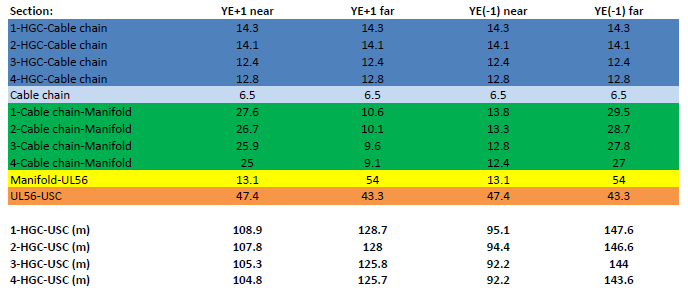 Section: YE+1 near YE+1 far YE(-1) near YE(-1) far
1-HGC-Cable chain 14.3 14.3 14.3 14.3
2-HGC-Cable chain 14.1 14.1 14.1 14.1
3-HGC-Cable chain 12.4 12.4 12.4 12.4
4-HGC-Cable chain 12.8 12.8 12.8 12.8
Cable chain 6.5 6.5 6.5 6.5
1-Cable chain-Manifold 27.6 10.6 13.8 29.5
2-Cable chain-Manifold 26.7 10.1 13.3 28.7
3-Cable chain-Manifold 25.9 9.6 12.8 27.8
4-Cable chain-Manifold 25 9.1 12.4 27
Manifold-UL56 13.1 54 13.1 54
UL56-USC 47.4 43.3 47.4 43.3
1-HGC-USC (m) 108.9 128.7 95.1 147.6
2-HGC-USC (m) 107.8 128 94.4 146.6
3-HGC-USC (m) 105.3 125.8 92.2 144
4-HGC-USC (m) 104.8 125.7 92.2 143.6